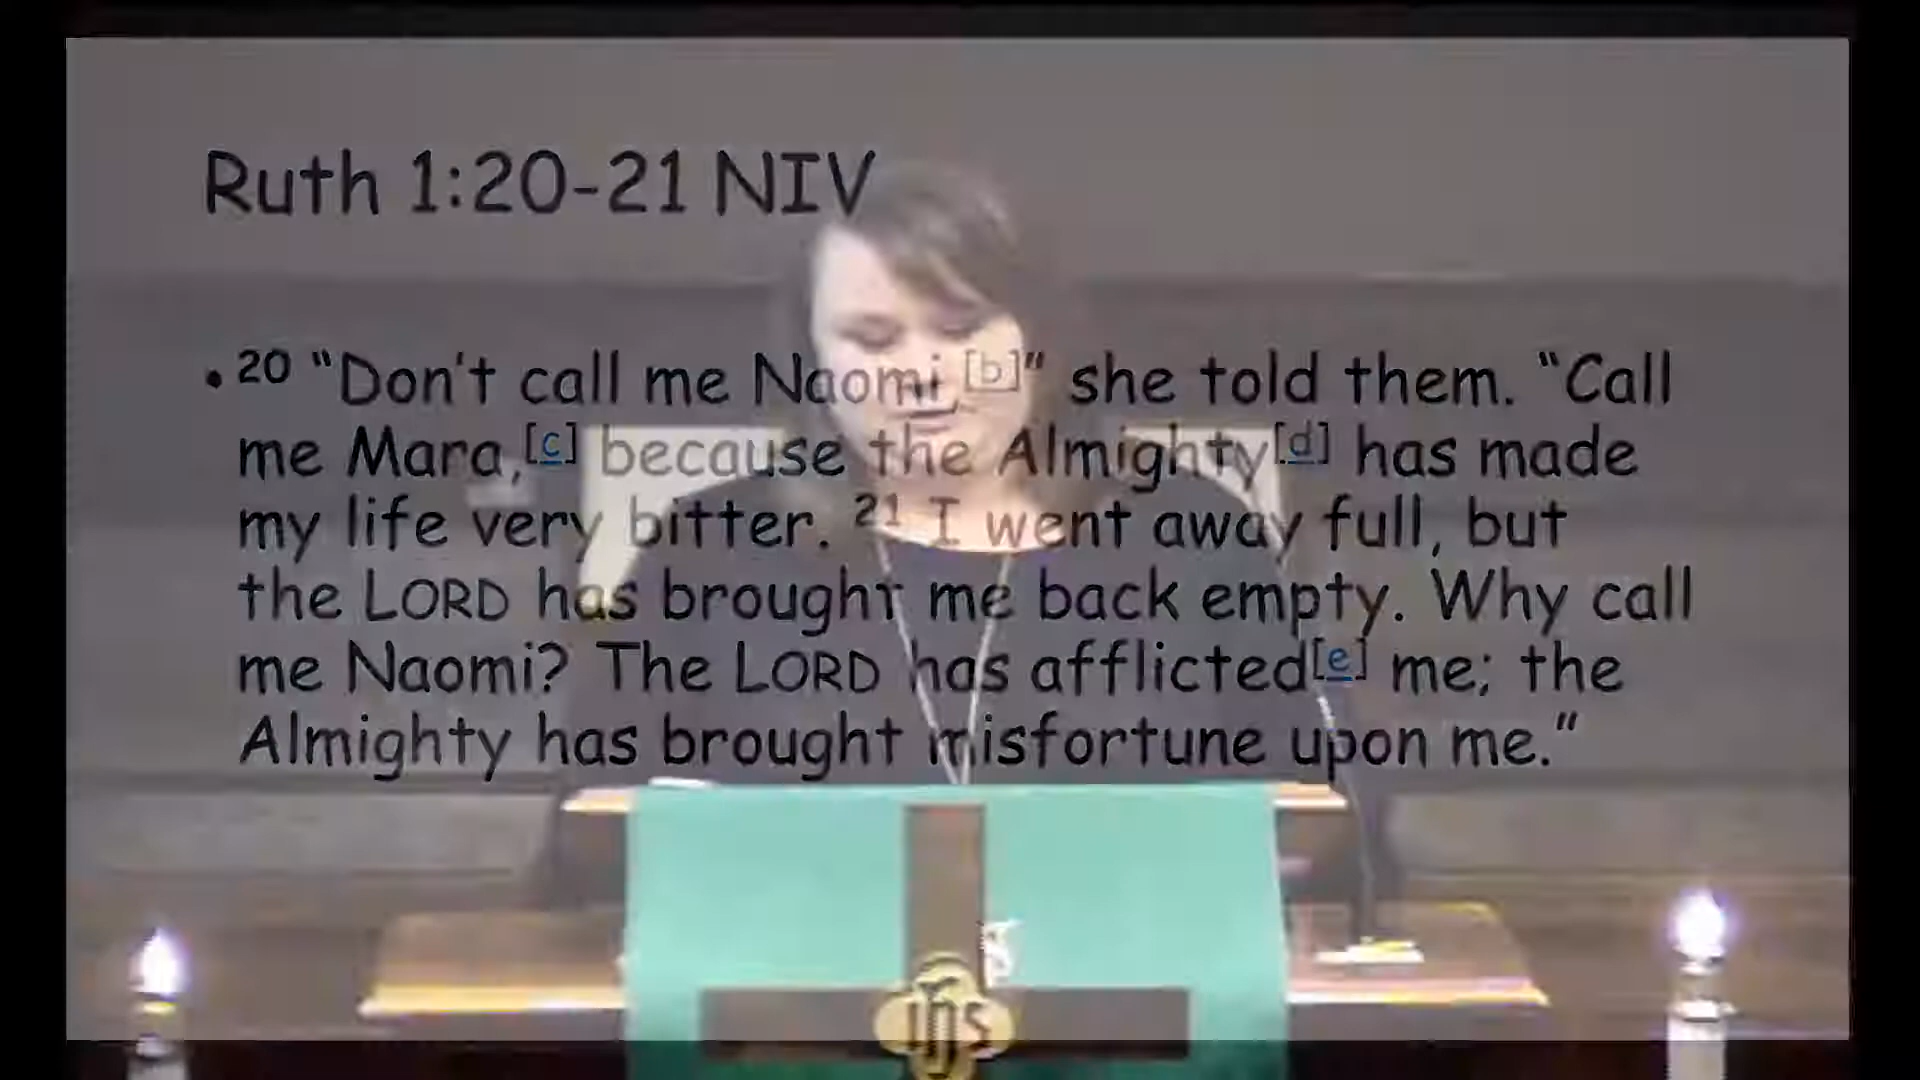 Ruth 1:20-21 NIV
• 20 “Don't call me Naomi,[b]” she told them. “Call
me Mara,[c] because the Almighty[d] has made
my life very bitter. 21 I went away full, but
the LORD has brought me back empty. Why call
me Naomi? The LORD has afflicted[e] me; the
Almighty has brought misfortune upon me.”
IHS